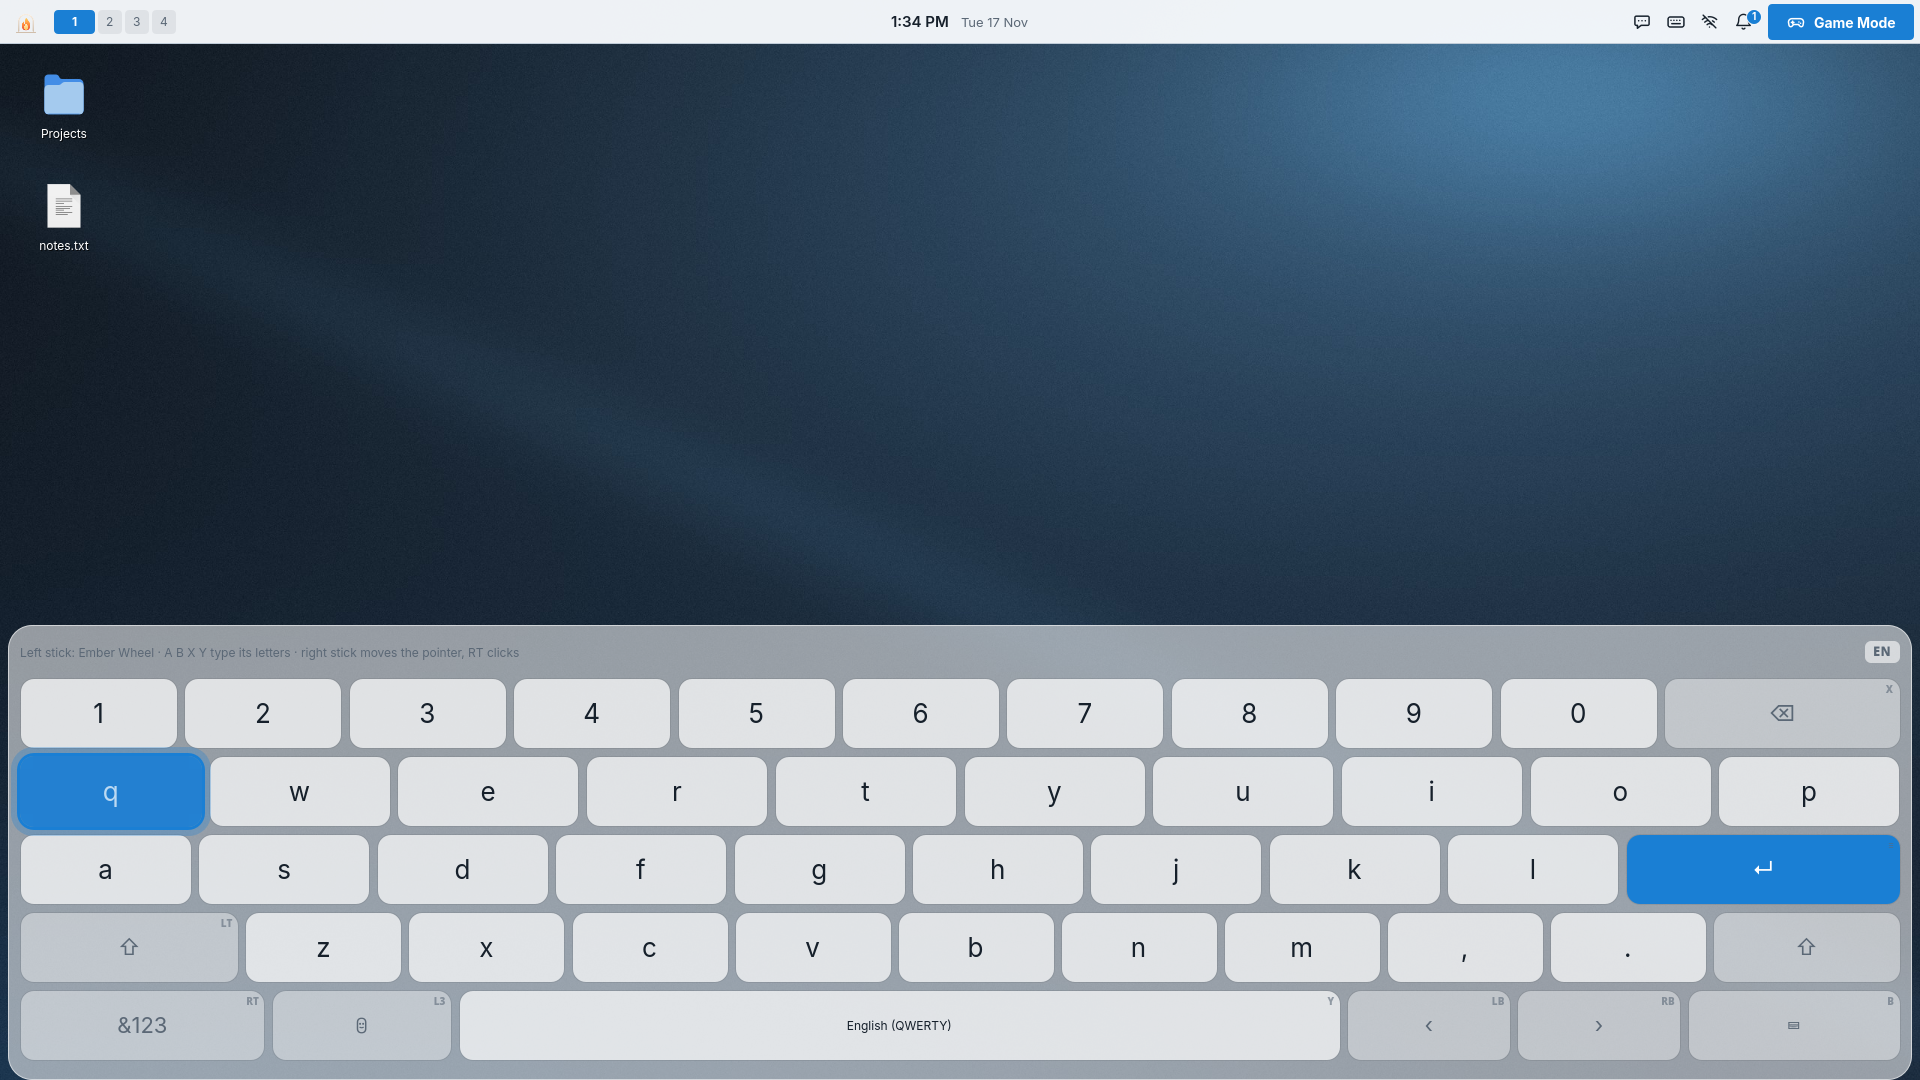 1 2 3 4
1:34 PM Tue 17 Nov
1
Game Mode
Projects
notes.txt
Left stick: Ember Wheel · A B X Y type its letters · right stick moves the pointer, RT clicks
EN
1 2 3 4 5 6 7 8 9 0 X
q w e r t y u i o p
a s d f g h j k l
LT z x c v b n m , .
&123 RT L3 English (QWERTY) Y ‹ LB › RB B